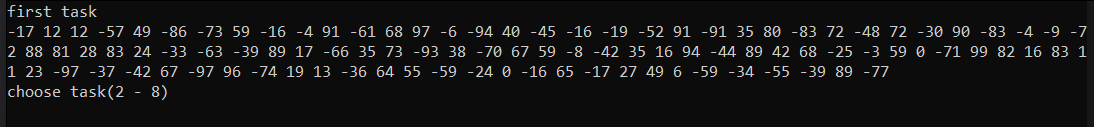 first task
-17 12 12 -57 49 -86 -73 59 -16 -4 91 -61 68 97 -6 -94 40 -45 -16 -19 -52 91 -91 35 80 -83 72 -48 72 -30 90 -83 -4 -9 -7
2 88 81 28 83 24 -33 -63 -39 89 17 -66 35 73 -93 38 -70 67 59 -8 -42 35 16 94 -44 89 42 68 -25 -3 59 0 -71 99 82 16 83 1
1 23 -97 -37 -42 67 -97 96 -74 19 13 -36 64 55 -59 -24 0 -16 65 -17 27 49 6 -59 -34 -55 -39 89 -77
choose task(2 - 8)